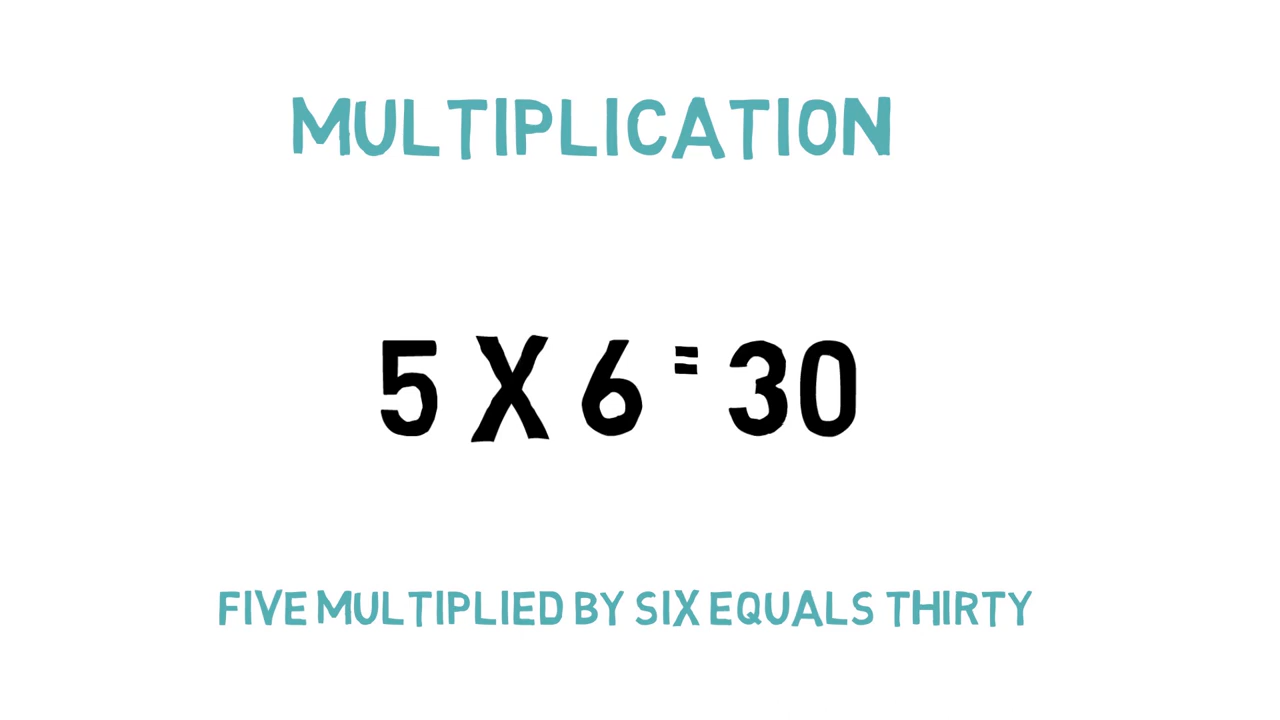 MULTIPLICATION
5 X 6 = 30
FIVE MULTIPLIED BY SIX EQUALS THIRTY